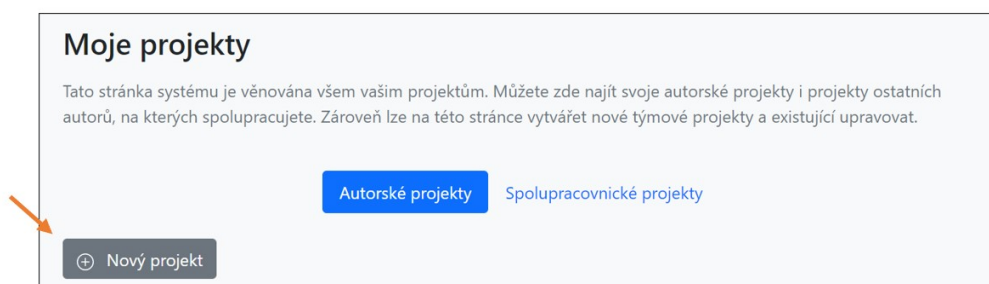 Moje projekty
Tato stránka systému je věnována všem vašim projektům. Můžete zde najít svoje autorské projekty i projekty ostatních
autorů, na kterých spolupracujete. Zároveň lze na této stránce vytvářet nové týmové projekty a existující upravovat.
Autorské projekty Spolupracovnické projekty
Nový projekt